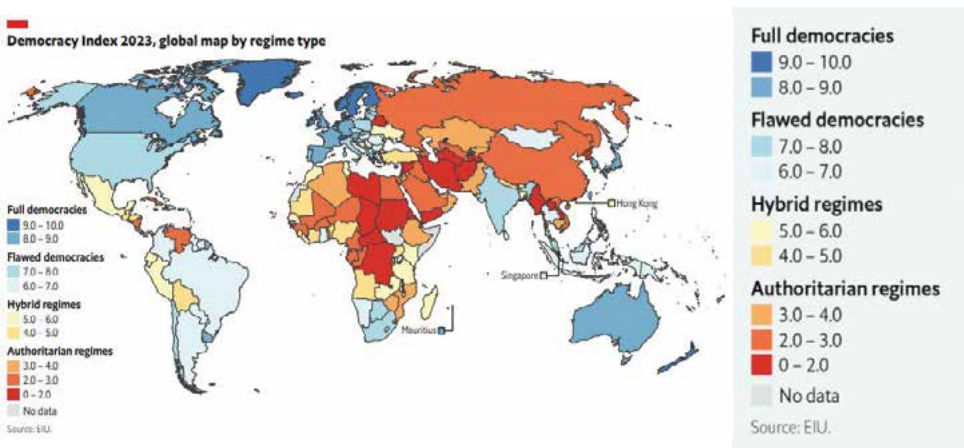 Democracy Index 2023, global map by regime type
Hong Kong
Singapore
Mauritius
Full democracies
9.0 – 10.0
8.0 – 9.0
Flawed democracies
7.0 – 8.0
6.0 – 7.0
Hybrid regimes
5.0 – 6.0
4.0 – 5.0
Authoritarian regimes
3.0 – 4.0
2.0 – 3.0
0 – 2.0
No data
Source: EIU.
Full democracies
9.0 – 10.0
8.0 – 9.0
Flawed democracies
7.0 – 8.0
6.0 – 7.0
Hybrid regimes
5.0 – 6.0
4.0 – 5.0
Authoritarian regimes
3.0 – 4.0
2.0 – 3.0
0 – 2.0
No data
Source: EIU.